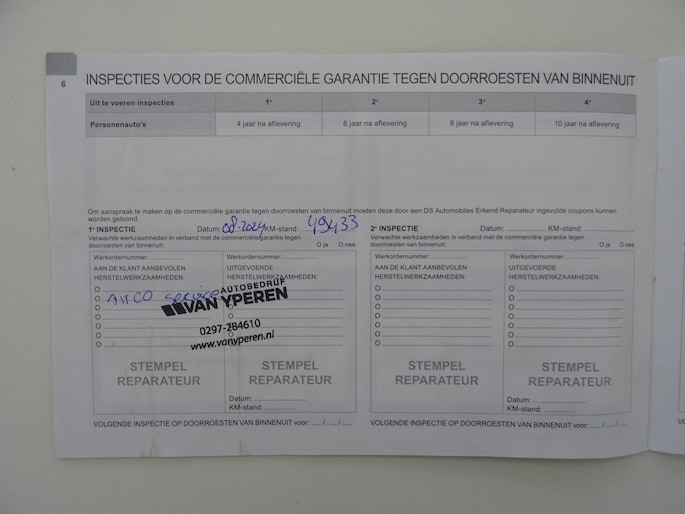 6 INSPECTIES VOOR DE COMMERCIËLE GARANTIE TEGEN DOORROESTEN VAN BINNENUIT
Uit te voeren inspecties 1ᵉ 2ᵉ 3ᵉ 4ᵉ
Personenauto's 4 jaar na aflevering 6 jaar na aflevering 8 jaar na aflevering 10 jaar na aflevering
Om aanspraak te maken op de commerciële garantie tegen doorroesten van binnenuit moeten deze door een DS Automobiles Erkend Reparateur ingevulde coupons kunnen
worden getoond.
1ᵉ INSPECTIE Datum: 08-2024 KM-stand: 49433
Verwachte werkzaamheden in verband met de commerciële garantie tegen
doorroesten van binnenuit: O ja O nee
Werkordernummer: Werkordernummer:
AAN DE KLANT AANBEVOLEN UITGEVOERDE
HERSTELWERKZAAMHEDEN: HERSTELWERKZAAMHEDEN:
O O
O Airco service
O O
O O
O O
O O
AUTOBEDRIJF
VAN YPEREN
0297-284610
www.vanyperen.nl
STEMPEL STEMPEL
REPARATEUR REPARATEUR
Datum:
KM-stand:
VOLGENDE INSPECTIE OP DOORROESTEN VAN BINNENUIT voor: ..... / ..... / .....
2ᵉ INSPECTIE Datum: KM-stand:
Verwachte werkzaamheden in verband met de commerciële garantie tegen
doorroesten van binnenuit: O ja O nee
Werkordernummer: Werkordernummer:
AAN DE KLANT AANBEVOLEN UITGEVOERDE
HERSTELWERKZAAMHEDEN: HERSTELWERKZAAMHEDEN:
O O
O O
O O
O O
O O
O O
O O
STEMPEL STEMPEL
REPARATEUR REPARATEUR
Datum:
KM-stand:
VOLGENDE INSPECTIE OP DOORROESTEN VAN BINNENUIT voor: ..... / ..... / .....